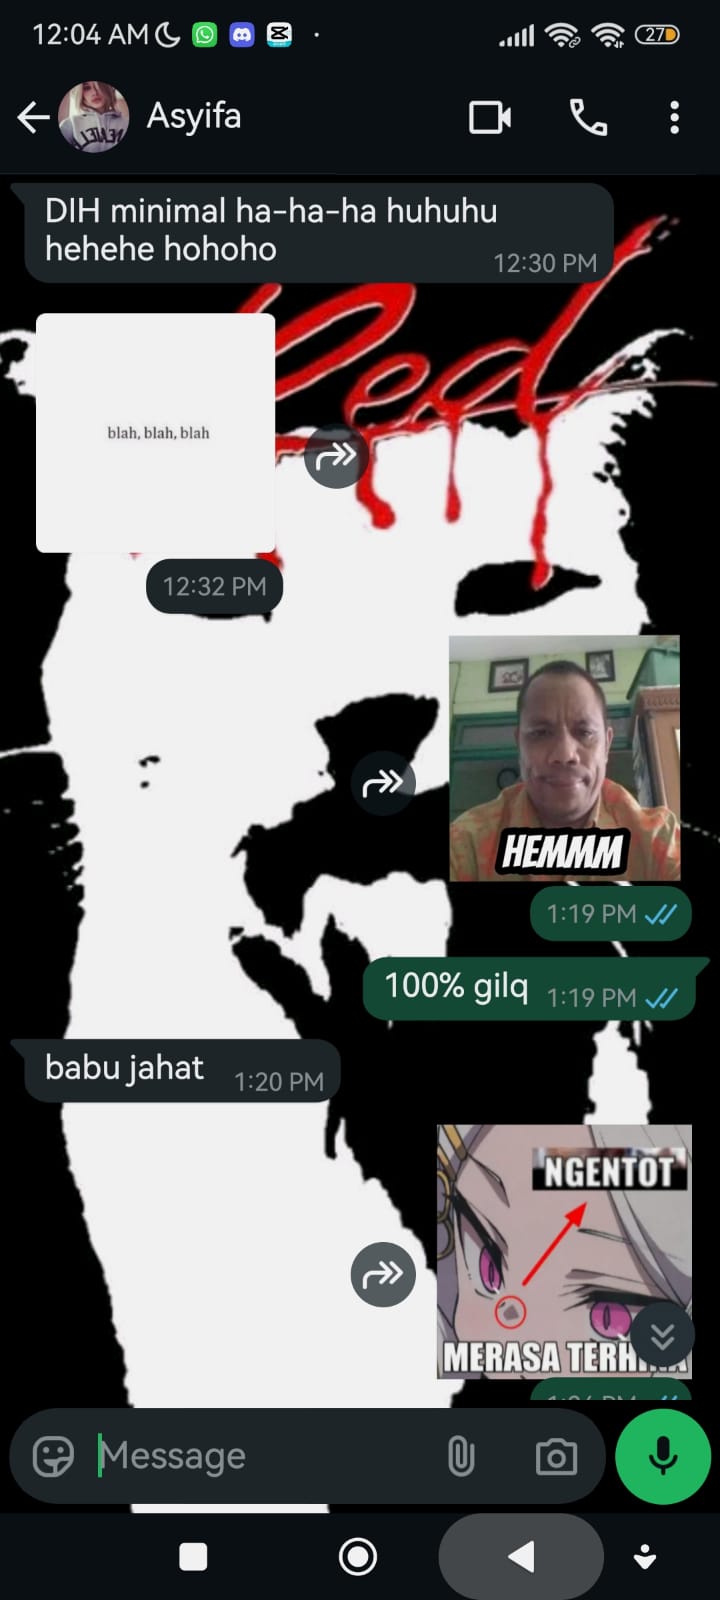 12:04 AM
27
Asyifa
DIH minimal ha-ha-ha huhuhu
hehehe hohoho
12:30 PM
Red
blah, blah, blah
12:32 PM
HEMMM
1:19 PM
100% gilq 1:19 PM
babu jahat 1:20 PM
NGENTOT
MERASA
Message